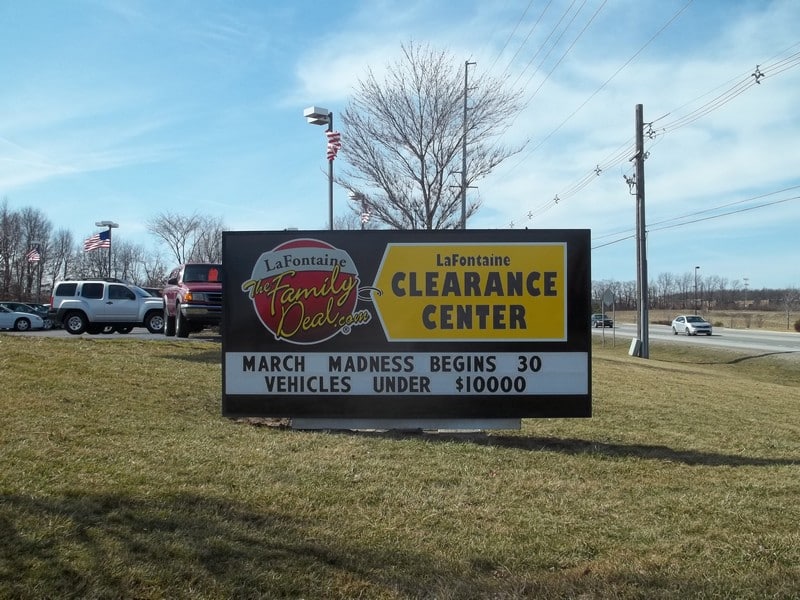 LaFontaine
The
Family
Deal.com
LaFontaine
CLEARANCE
CENTER
MARCH MADNESS BEGINS 30
VEHICLES UNDER $10000